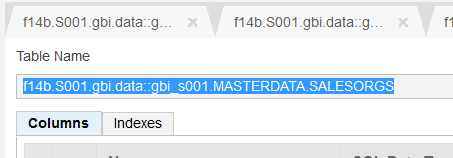 f14b.S001.gbi.data::g... f14b.S001.gbi.data::g... f
Table Name
f14b.S001.gbi.data::gbi_s001.MASTERDATA.SALESORGS
Columns Indexes